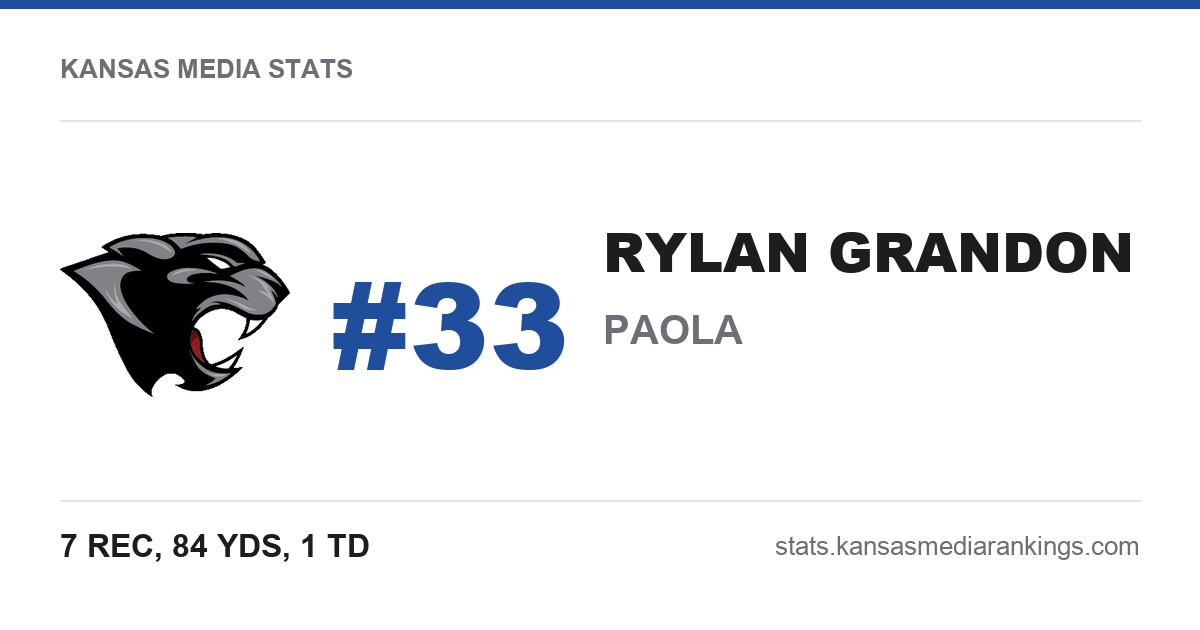 KANSAS MEDIA STATS
#33
RYLAN GRANDON
PAOLA
7 REC, 84 YDS, 1 TD
stats.kansasmediarankings.com